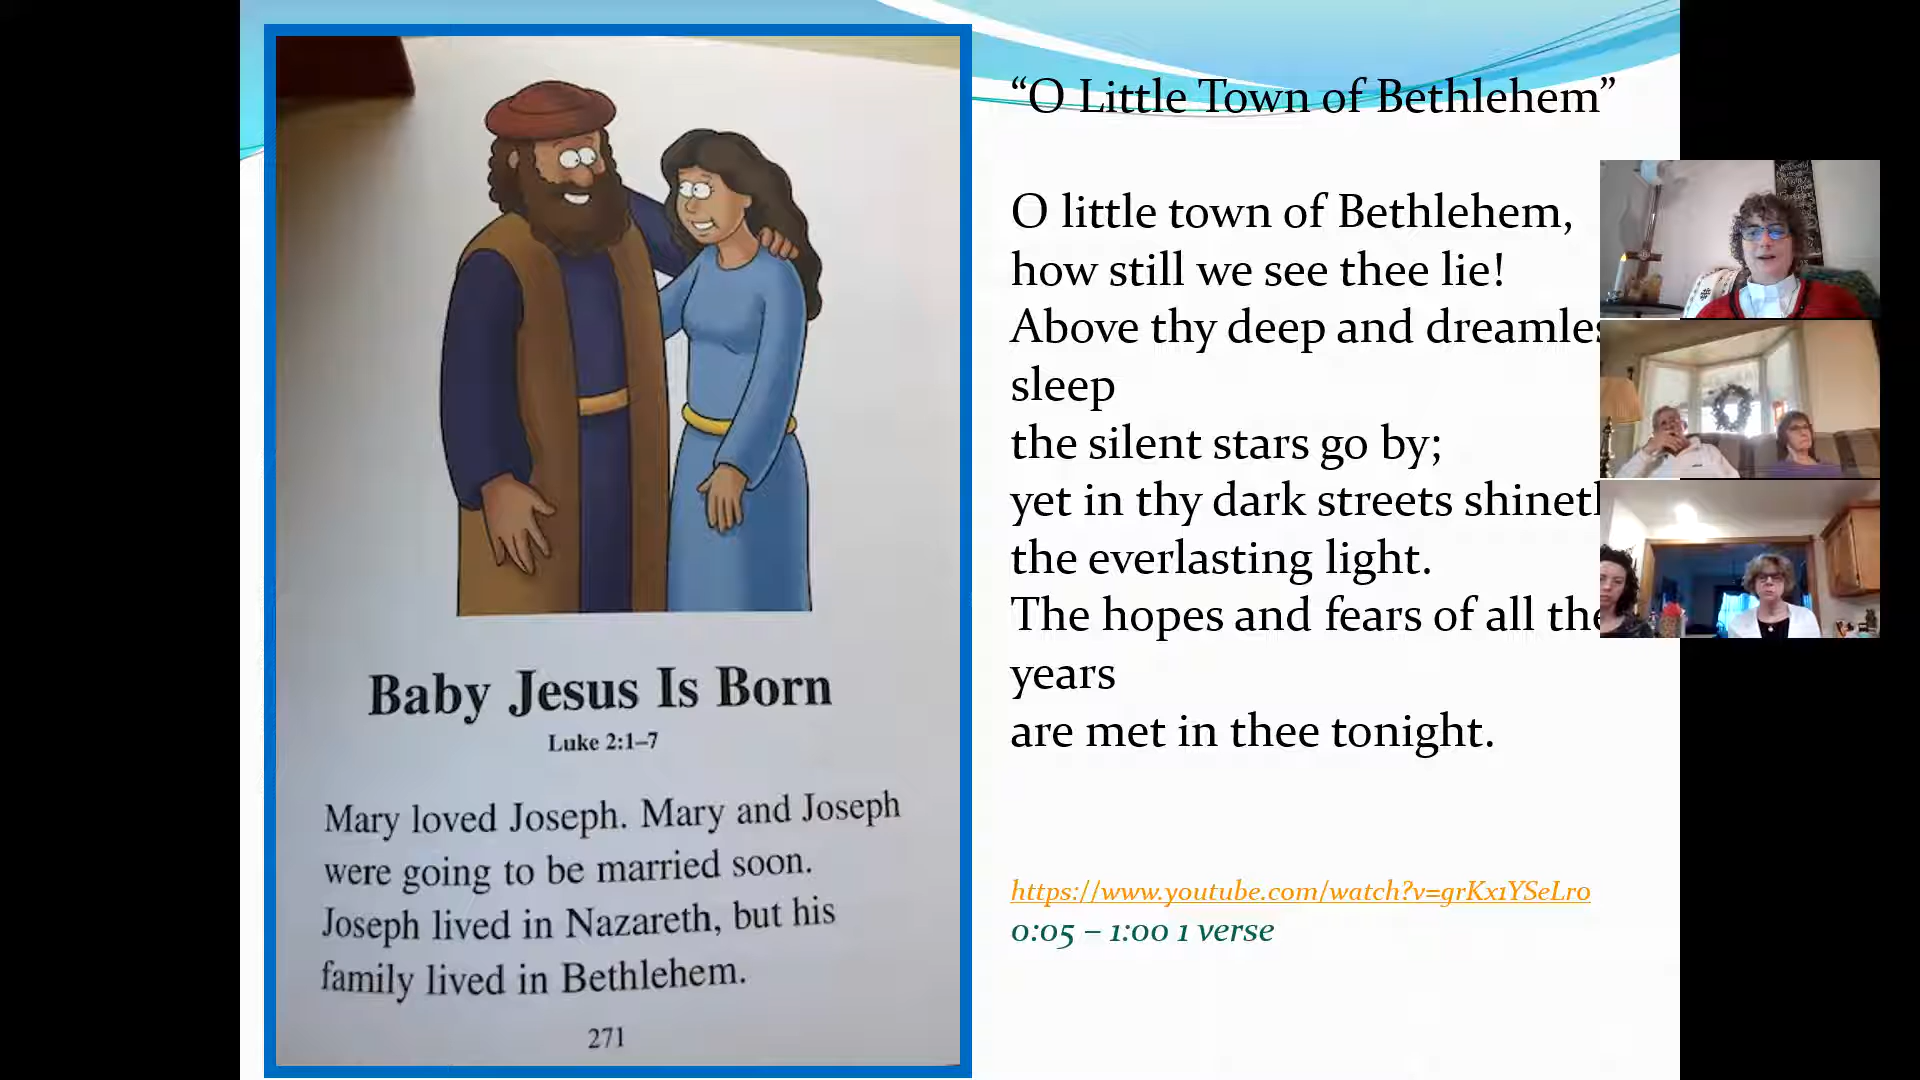 Baby Jesus Is Born
Luke 2:1–7
Mary loved Joseph. Mary and Joseph
were going to be married soon.
Joseph lived in Nazareth, but his
family lived in Bethlehem.
271
“O Little Town of Bethlehem”
O little town of Bethlehem,
how still we see thee lie!
Above thy deep and dreamles
sleep
the silent stars go by;
yet in thy dark streets shineth
the everlasting light.
The hopes and fears of all the
years
are met in thee tonight.
https://www.youtube.com/watch?v=grKx1YSeLr0
0:05 – 1:00 1 verse